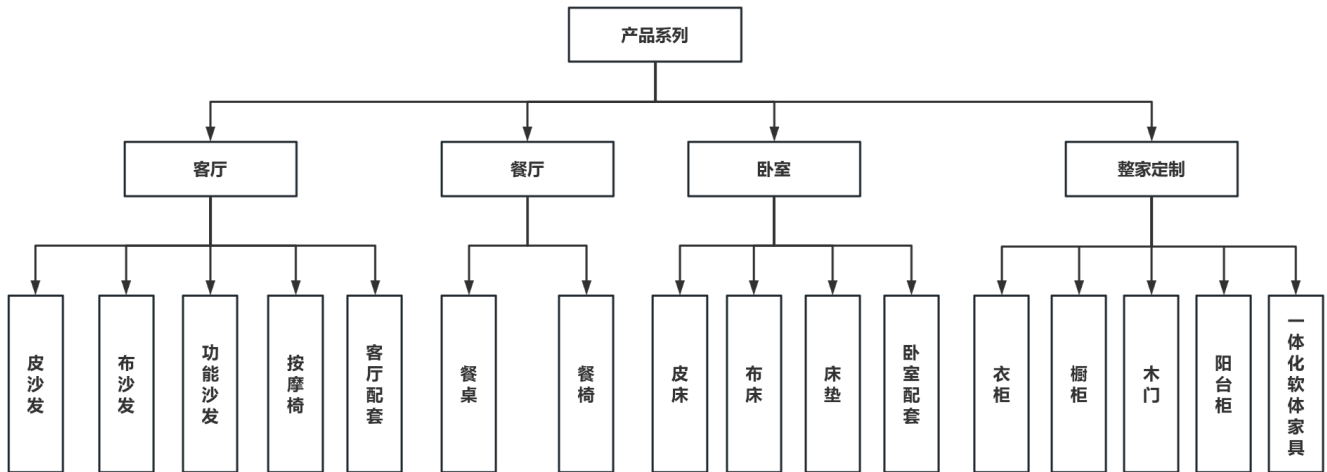 产品系列
客厅
餐厅
卧室
整家定制
皮沙发
布沙发
功能沙发
按摩椅
客厅配套
餐桌
餐椅
皮床
布床
床垫
卧室配套
衣柜
橱柜
木门
阳台柜
一体化软体家具